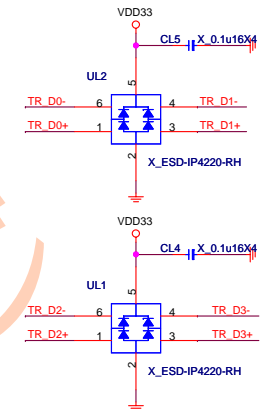 VDD33
CL5 X_0.1u16X4
UL2
5
TR_D0- 6 4 TR_D1-
TR_D0+ 1 3 TR_D1+
2
X_ESD-IP4220-RH
VDD33
CL4 X_0.1u16X4
UL1
5
TR_D2- 6 4 TR_D3-
TR_D2+ 1 3 TR_D3+
2
X_ESD-IP4220-RH